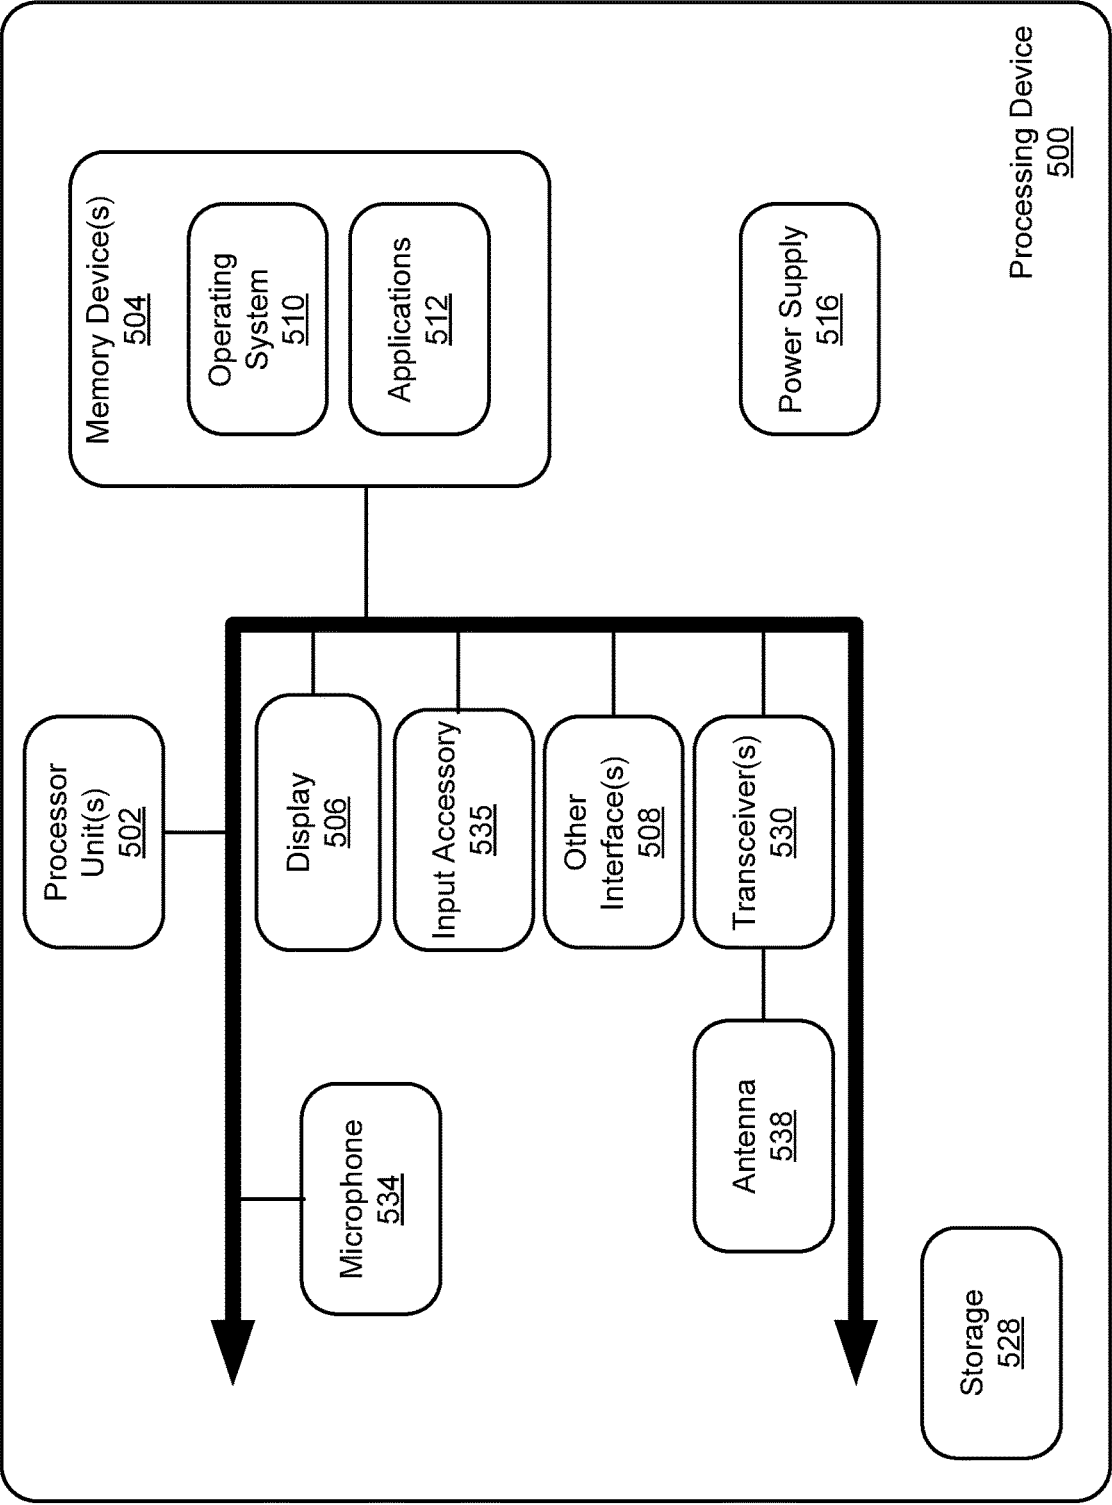 Processor
Unit(s)
502
Memory Device(s)
504
Operating
System
510
Applications
512
Display
506
Input Accessory
535
Other
Interface(s)
508
Transceiver(s)
530
Microphone
534
Antenna
538
Power Supply
516
Storage
528
Processing Device
500